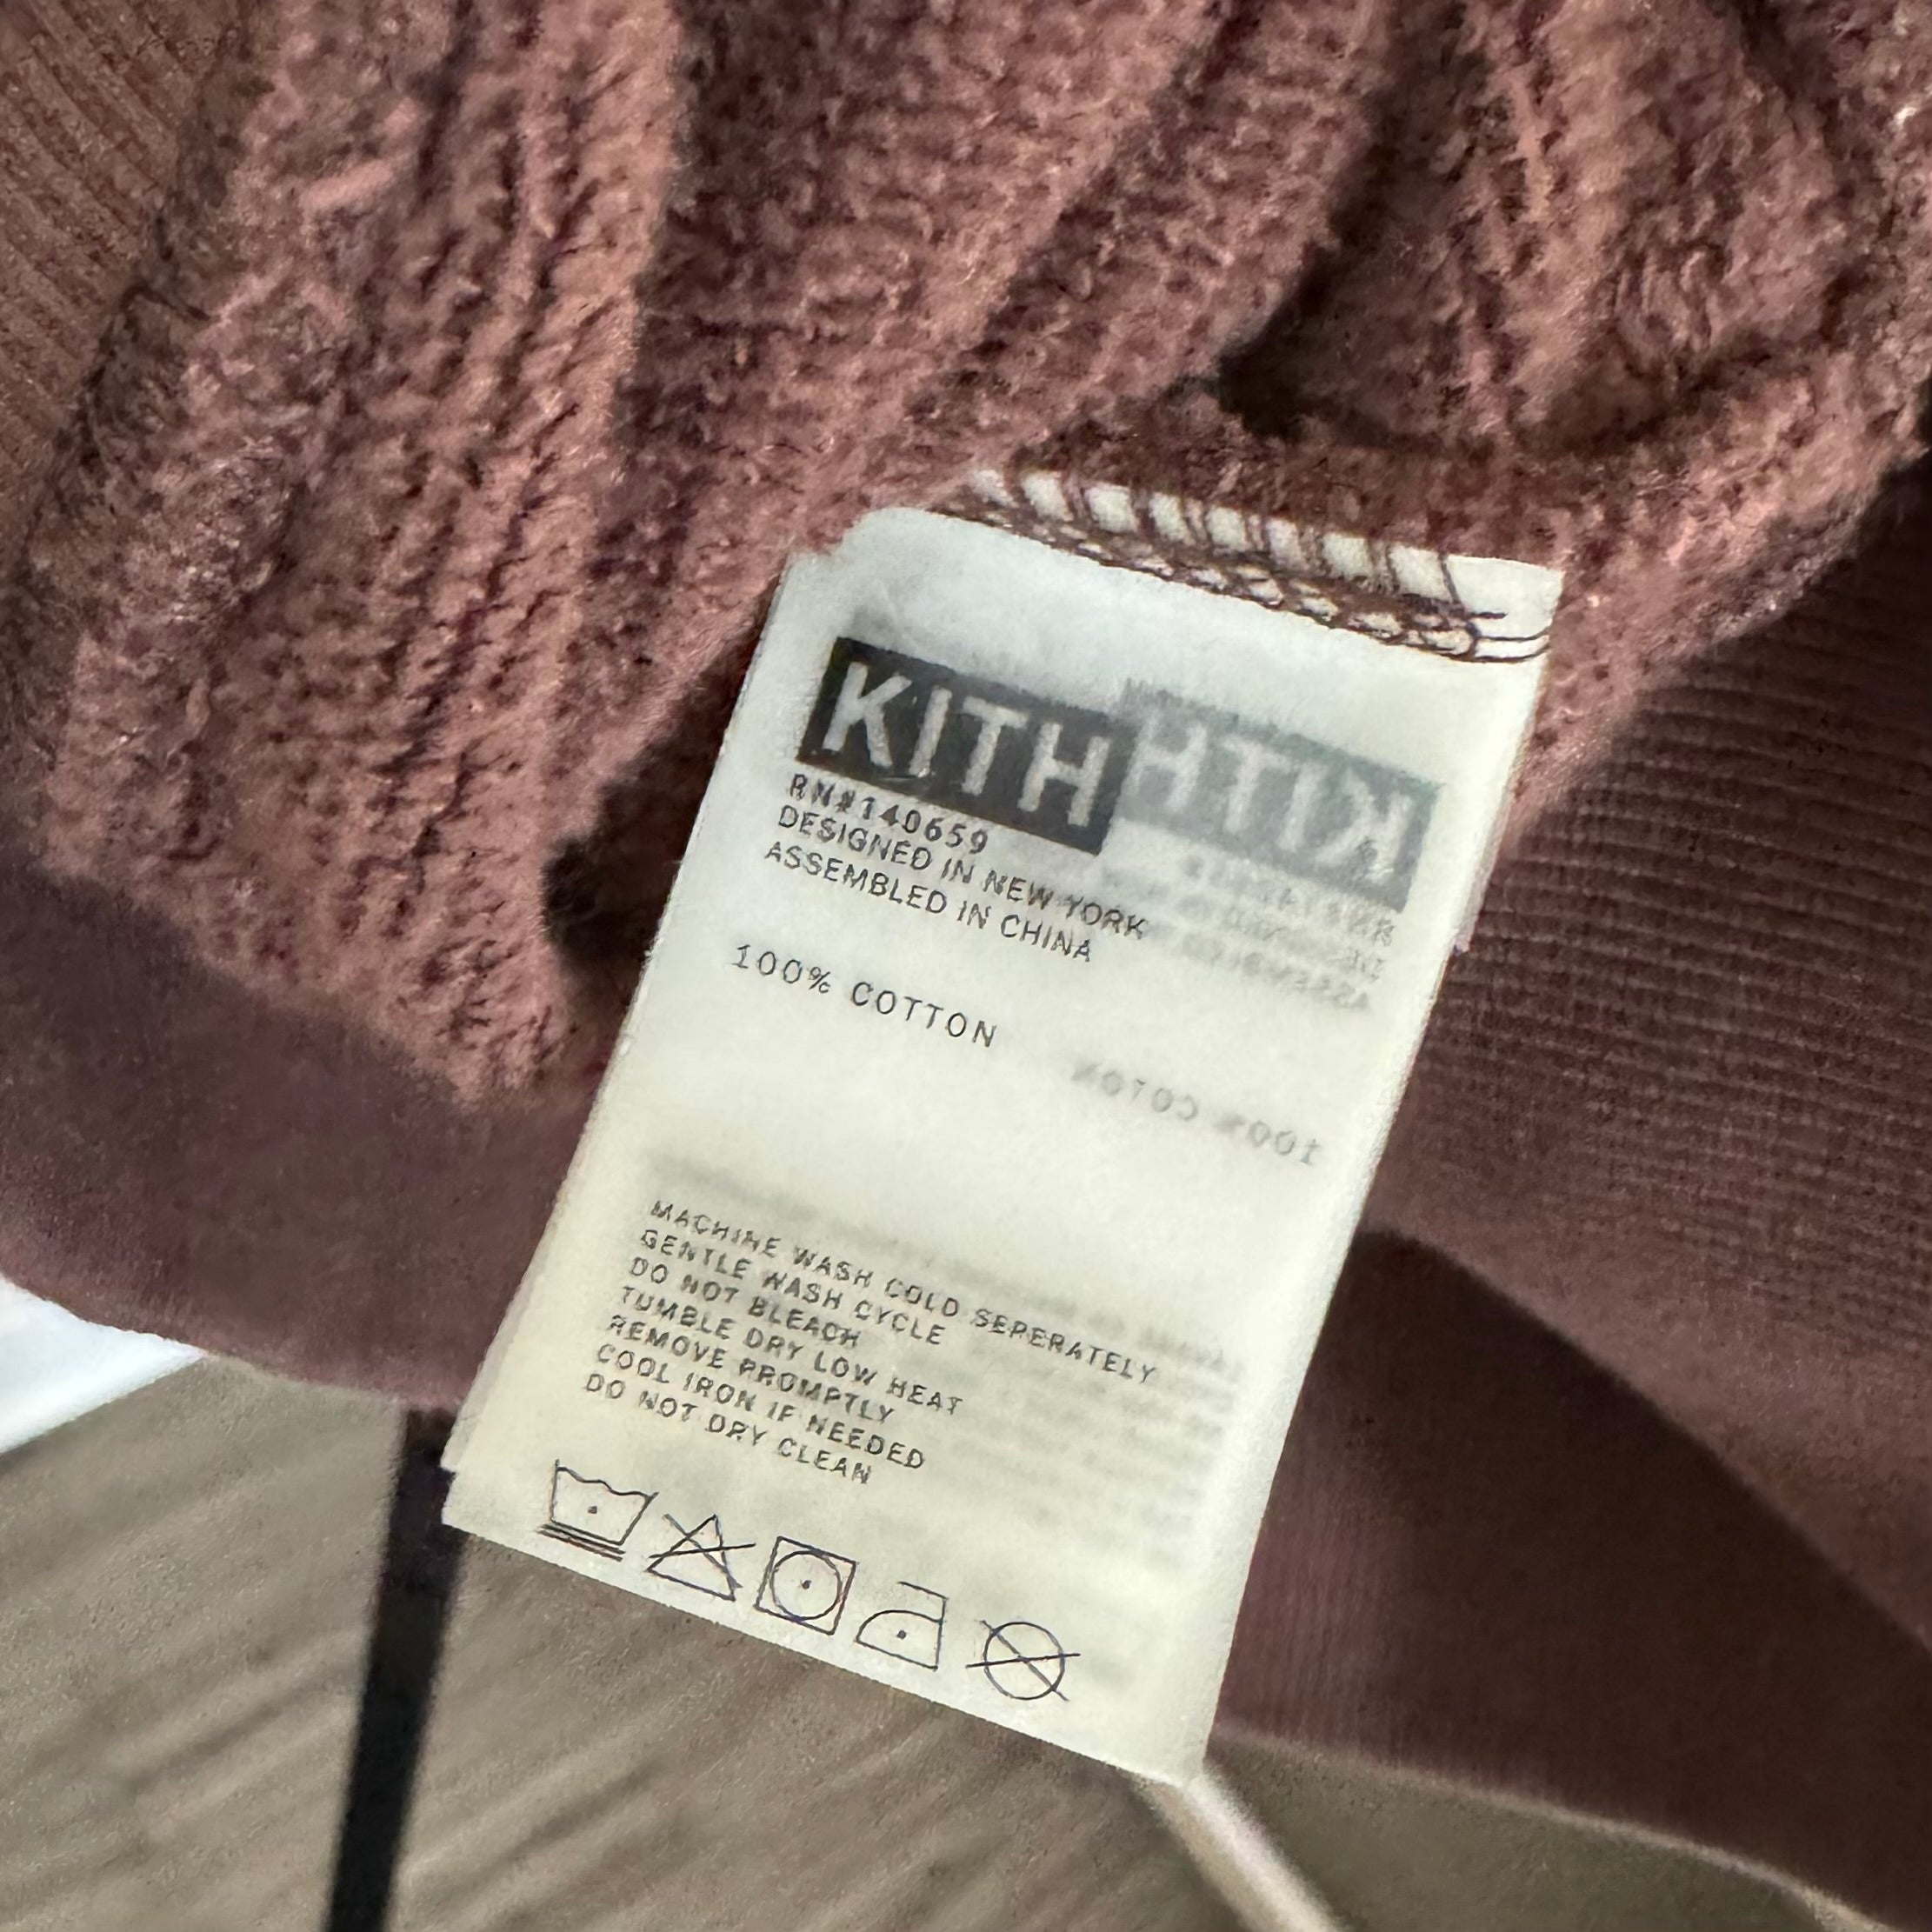 KITH
RN#140659
DESIGNED IN NEW YORK
ASSEMBLED IN CHINA
100% COTTON
MACHINE WASH COLD SEPERATELY
GENTLE WASH CYCLE
DO NOT BLEACH
TUMBLE DRY LOW HEAT
REMOVE PROMPTLY
COOL IRON IF NEEDED
DO NOT DRY CLEAN